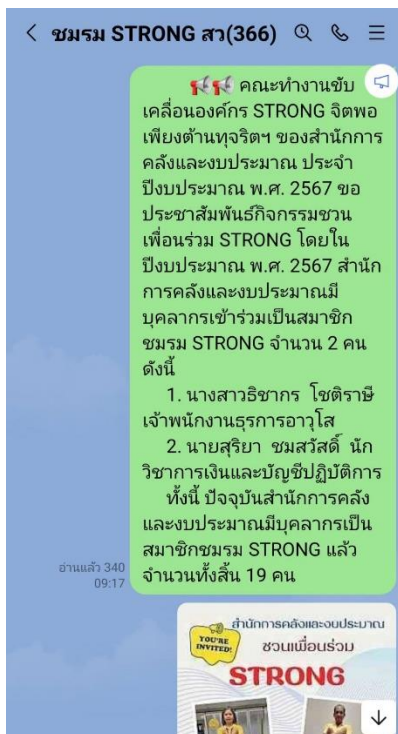 ชมรม STRONG สว(366)
📢📢 คณะทำงานขับ
เคลื่อนองค์กร STRONG จิตพอ
เพียงต้านทุจริตฯ ของสำนักการ
คลังและงบประมาณ ประจำ
ปีงบประมาณ พ.ศ. 2567 ขอ
ประชาสัมพันธ์กิจกรรมชวน
เพื่อนร่วม STRONG โดยใน
ปีงบประมาณ พ.ศ. 2567 สำนัก
การคลังและงบประมาณมี
บุคลากรเข้าร่วมเป็นสมาชิก
ชมรม STRONG จำนวน 2 คน
ดังนี้
1. นางสาวธิชากร โชติราษี
เจ้าพนักงานธุรการอาวุโส
2. นายสุริยา ชมสวัสดิ์ นัก
วิชาการเงินและบัญชีปฏิบัติการ
ทั้งนี้ ปัจจุบันสำนักการคลัง
และงบประมาณมีบุคลากรเป็น
สมาชิกชมรม STRONG แล้ว
จำนวนทั้งสิ้น 19 คน
อ่านแล้ว 340
09:17
สำนักการคลังและงบประมาณ
YOU'RE
INVITED!
ชวนเพื่อนร่วม
STRONG